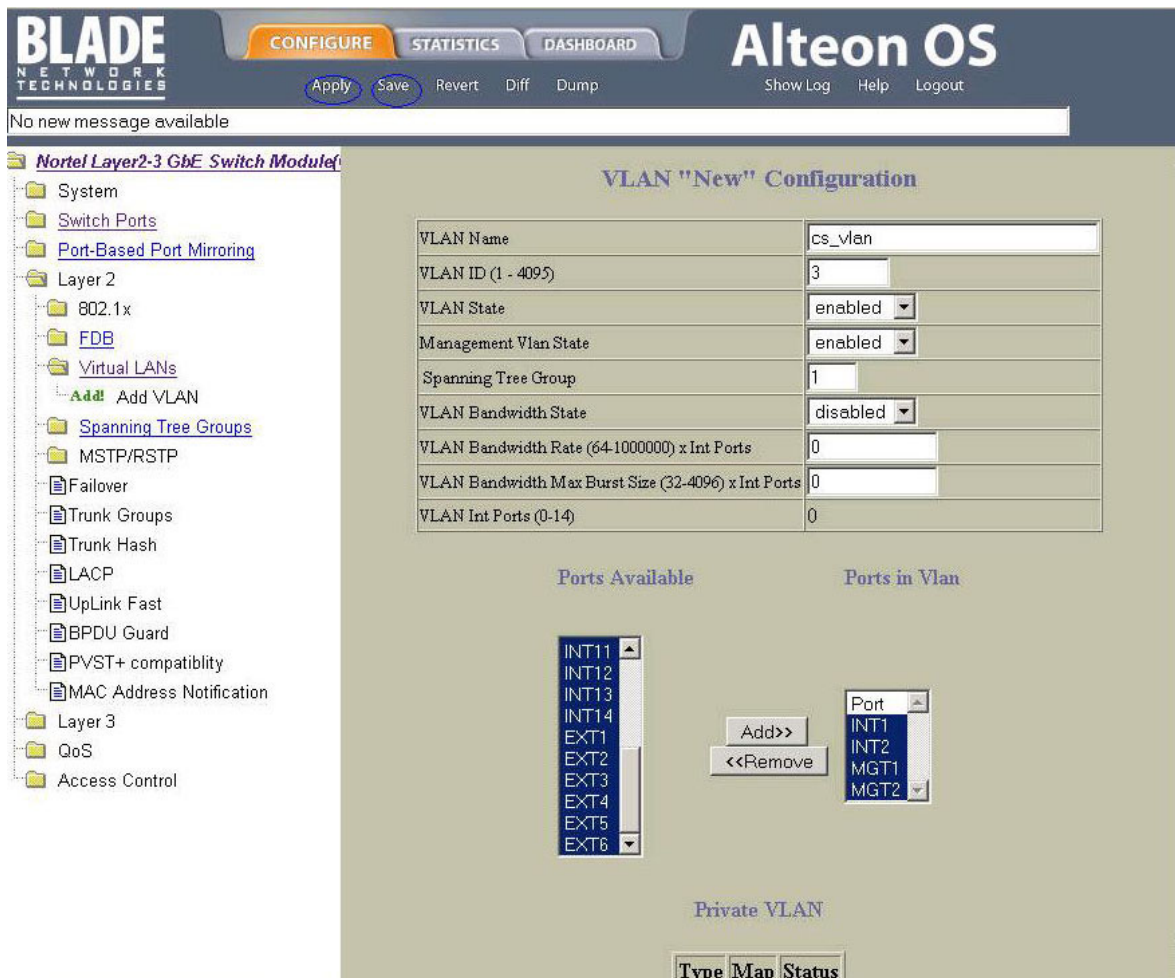 BLADE
NETWORK
TECHNOLOGIES
CONFIGURE
STATISTICS
DASHBOARD
Alteon OS
Apply
Save
Revert
Diff
Dump
Show Log
Help
Logout
No new message available
Nortel Layer2-3 GbE Switch Module(
System
Switch Ports
Port-Based Port Mirroring
Layer 2
802.1x
FDB
Virtual LANs
Add! Add VLAN
Spanning Tree Groups
MSTP/RSTP
Failover
Trunk Groups
Trunk Hash
LACP
UpLink Fast
BPDU Guard
PVST+ compatiblity
MAC Address Notification
Layer 3
QoS
Access Control
VLAN "New" Configuration
VLAN Name cs_vlan
VLAN ID (1 - 4095) 3
VLAN State enabled
Management Vlan State enabled
Spanning Tree Group 1
VLAN Bandwidth State disabled
VLAN Bandwidth Rate (64-1000000) x Int Ports 0
VLAN Bandwidth Max Burst Size (32-4096) x Int Ports 0
VLAN Int Ports (0-14) 0
Ports Available
INT11
INT12
INT13
INT14
EXT1
EXT2
EXT3
EXT4
EXT5
EXT6
Add>>
<<Remove
Ports in Vlan
Port
INT1
INT2
MGT1
MGT2
Private VLAN
Type Map Status